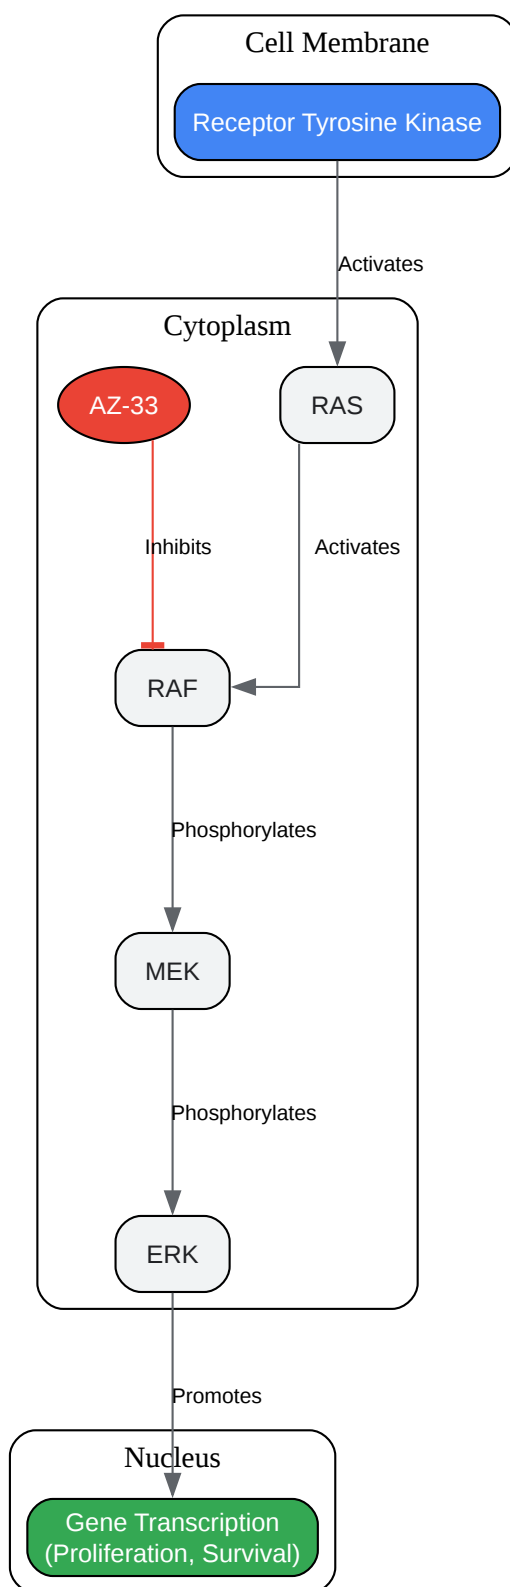 Cell Membrane
Receptor Tyrosine Kinase
Activates
Cytoplasm
AZ-33
RAS
Inhibits
Activates
RAF
Phosphorylates
MEK
Phosphorylates
ERK
Promotes
Nucleus
Gene Transcription
(Proliferation, Survival)